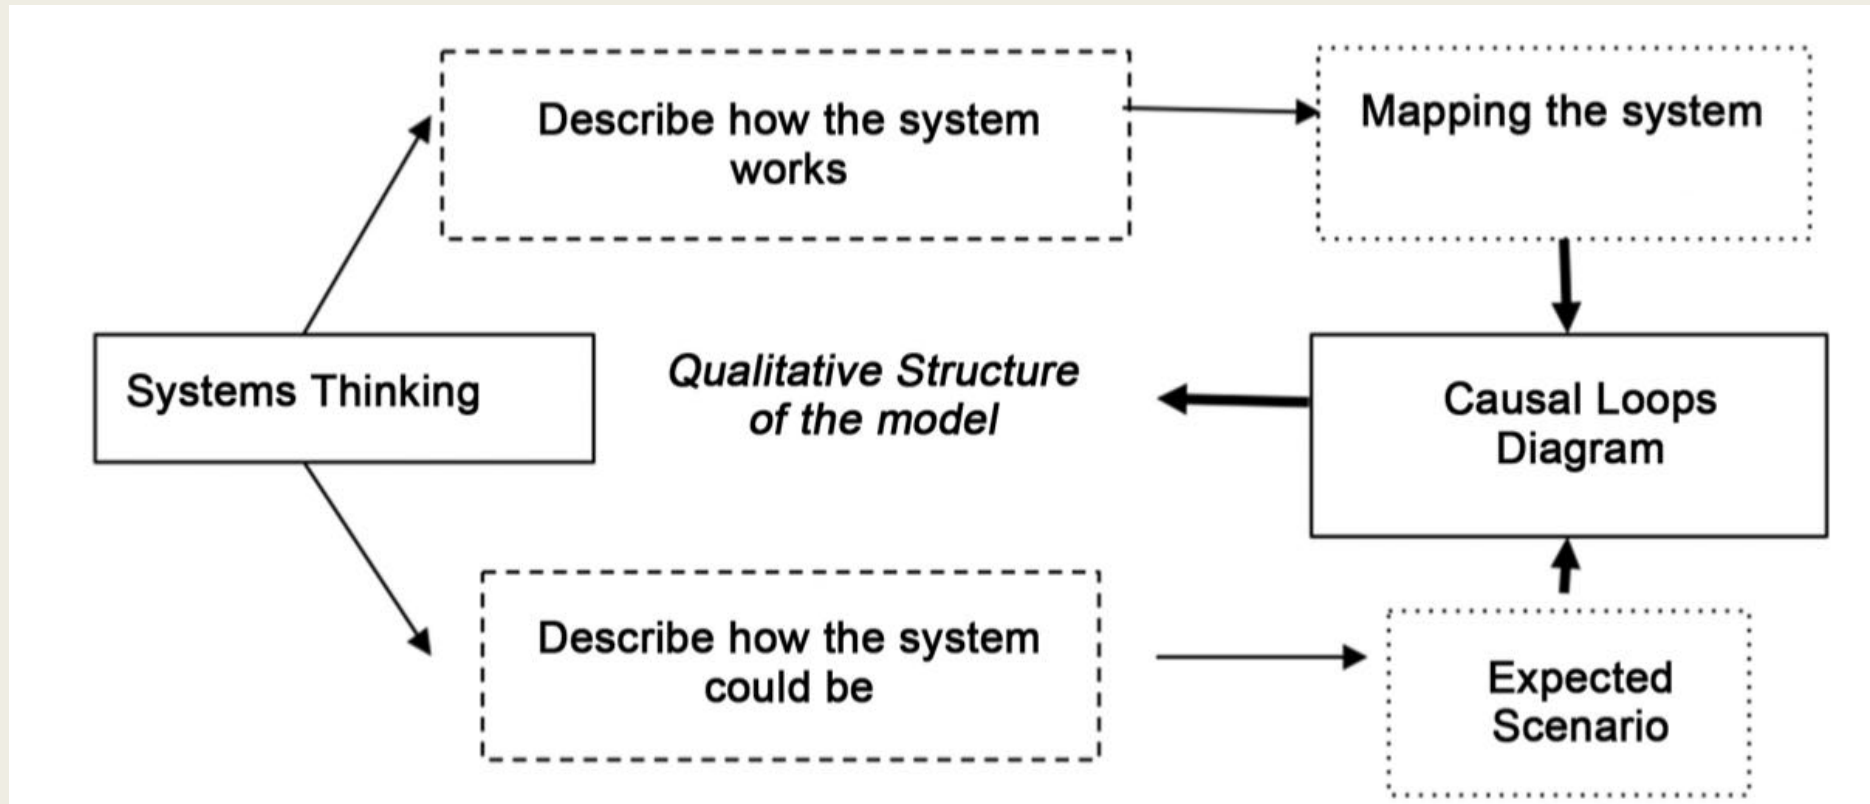 Describe how the system
works
Mapping the system
Systems Thinking
Qualitative Structure
of the model
Causal Loops
Diagram
Describe how the system
could be
Expected
Scenario